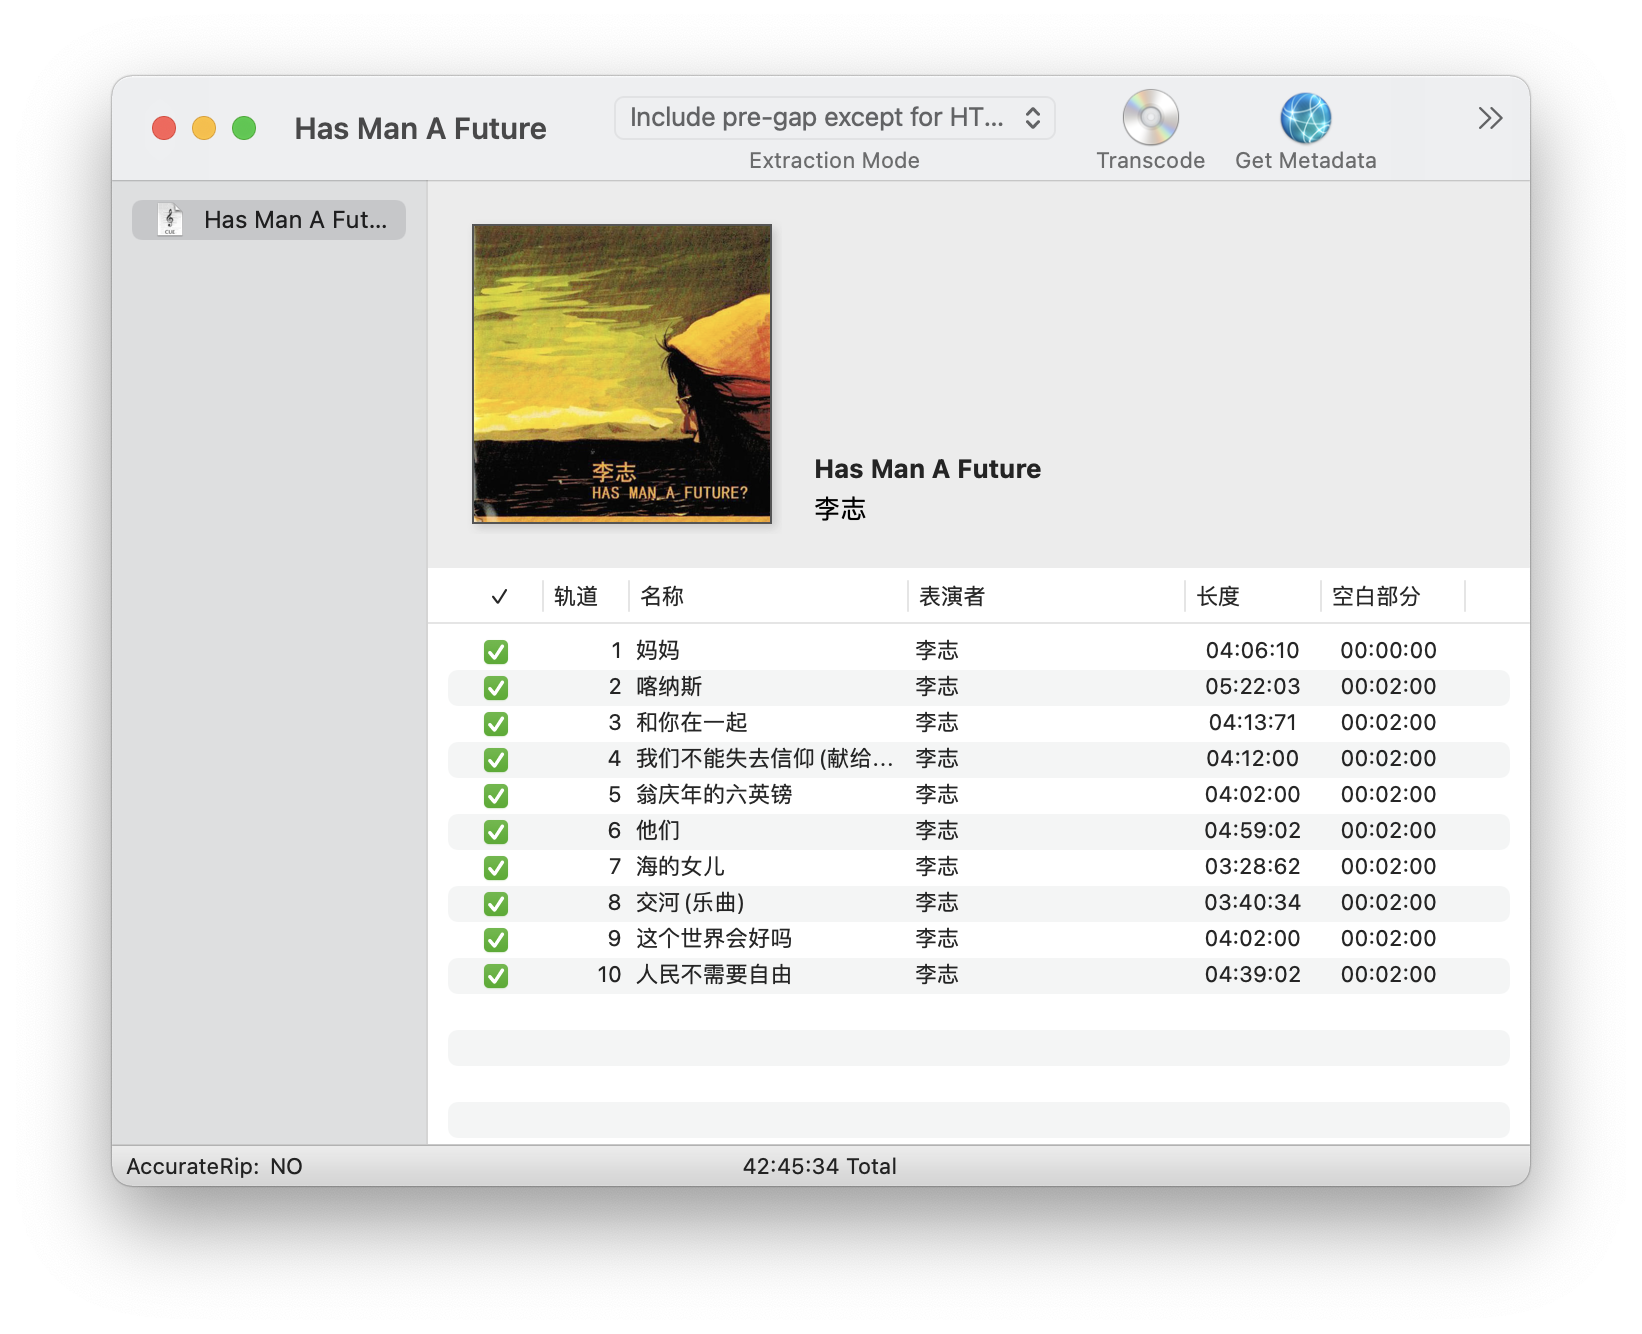 Has Man A Future
Include pre-gap except for HT...
Extraction Mode
Transcode
Get Metadata
Has Man A Fut...
CUE
李志
HAS MAN A FUTURE?
Has Man A Future
李志
轨道 名称 表演者 长度 空白部分
1 妈妈 李志 04:06:10 00:00:00
2 喀纳斯 李志 05:22:03 00:02:00
3 和你在一起 李志 04:13:71 00:02:00
4 我们不能失去信仰 (献给... 李志 04:12:00 00:02:00
5 翁庆年的六英镑 李志 04:02:00 00:02:00
6 他们 李志 04:59:02 00:02:00
7 海的女儿 李志 03:28:62 00:02:00
8 交河 (乐曲) 李志 03:40:34 00:02:00
9 这个世界会好吗 李志 04:02:00 00:02:00
10 人民不需要自由 李志 04:39:02 00:02:00
AccurateRip: NO
42:45:34 Total